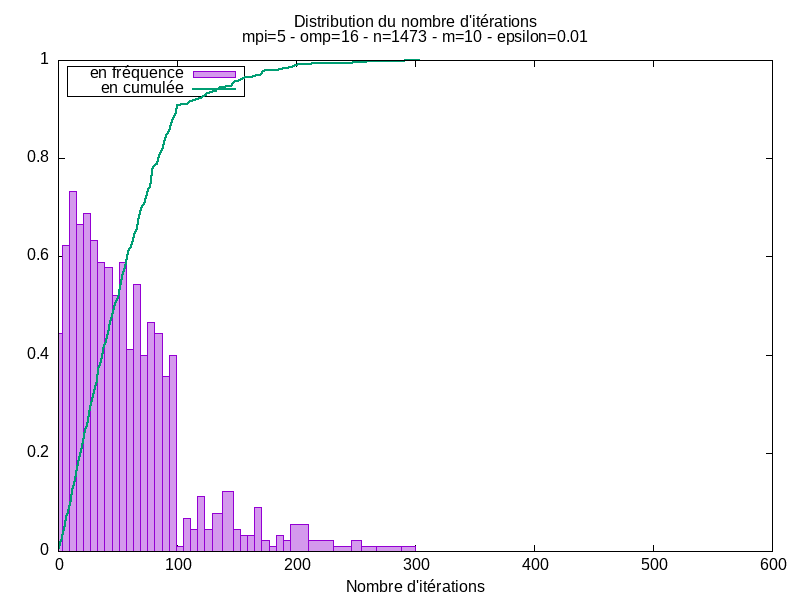 Distribution du nombre d'itérations
mpi=5 - omp=16 - n=1473 - m=10 - epsilon=0.01
en fréquence
en cumulée
1
0.8
0.6
0.4
0.2
0
0 100 200 300 400 500 600
Nombre d'itérations